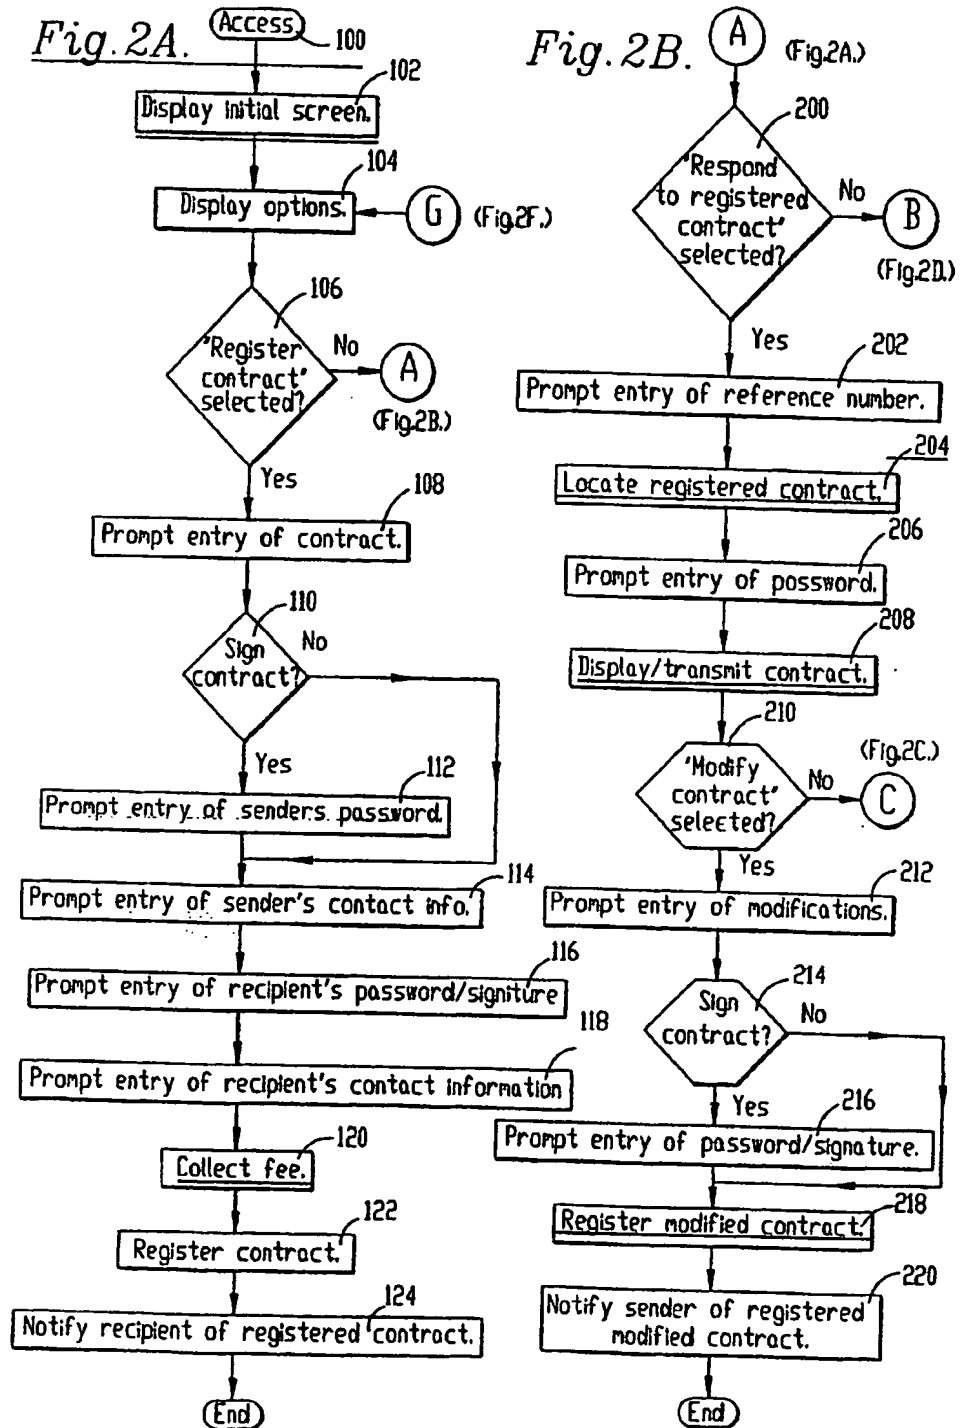 Fig. 2A.
Access.
100
102
Display initial screen.
104
Display options.
G
(Fig.2F.)
106
'Register
contract'
selected?
No
A
(Fig.2B.)
Yes
108
Prompt entry of contract.
110
Sign
contract?
No
Yes
112
Prompt entry of senders password.
114
Prompt entry of sender's contact info.
116
Prompt entry of recipient's password/signiture
118
Prompt entry of recipient's contact information
120
Collect fee.
122
Register contract.
124
Notify recipient of registered contract.
End
Fig. 2B.
A
(Fig.2A.)
200
'Respond
to registered
contract'
selected?
No
B
(Fig.2D.)
Yes
202
Prompt entry of reference number.
204
Locate registered contract.
206
Prompt entry of password.
208
Display/transmit contract.
210
'Modify
contract'
selected?
No
(Fig.2C.)
C
Yes
212
Prompt entry of modifications.
214
Sign
contract?
No
Yes
216
Prompt entry of password/signature.
Register modified contract.
218
220
Notify sender of registered
modified contract.
End